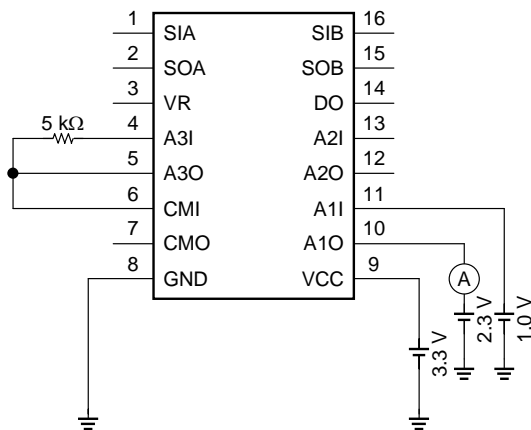 1 SIA SIB 16
2 SOA SOB 15
3 VR DO 14
5 kΩ 4 A3I A2I 13
5 A3O A2O 12
6 CMI A1I 11
7 CMO A1O 10
8 GND VCC 9
A
3.3 V
2.3 V
1.0 V